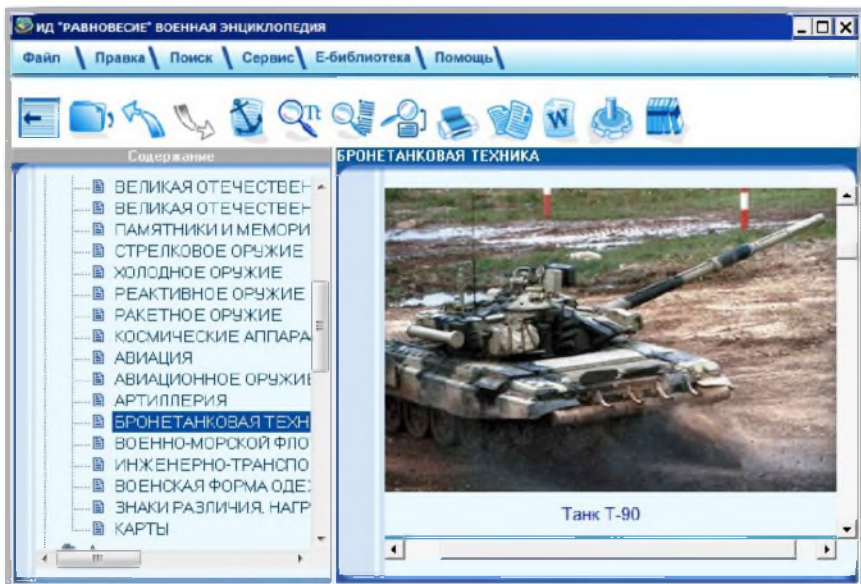 ИД "РАВНОВЕСИЕ" ВОЕННАЯ ЭНЦИКЛОПЕДИЯ
Файл \ Правка \ Поиск \ Сервис \ Е-библиотека \ Помощь \
Tt W
Содержание
ВЕЛИКАЯ ОТЕЧЕСТВЕН
ВЕЛИКАЯ ОТЕЧЕСТВЕН
ПАМЯТНИКИ И МЕМОРИ
СТРЕЛКОВОЕ ОРУЖИЕ
ХОЛОДНОЕ ОРУЖИЕ
РЕАКТИВНОЕ ОРУЖИЕ
РАКЕТНОЕ ОРУЖИЕ
КОСМИЧЕСКИЕ АППАРА
АВИАЦИЯ
АВИАЦИОННОЕ ОРУЖИЕ
АРТИЛЛЕРИЯ
БРОНЕТАНКОВАЯ ТЕХН
ВОЕННО-МОРСКОЙ ФЛО
ИНЖЕНЕРНО-ТРАНСПО
ВОЕНСКАЯ ФОРМА ОДЕ
ЗНАКИ РАЗЛИЧИЯ, НАГР
КАРТЫ
БРОНЕТАНКОВАЯ ТЕХНИКА
Танк Т-90